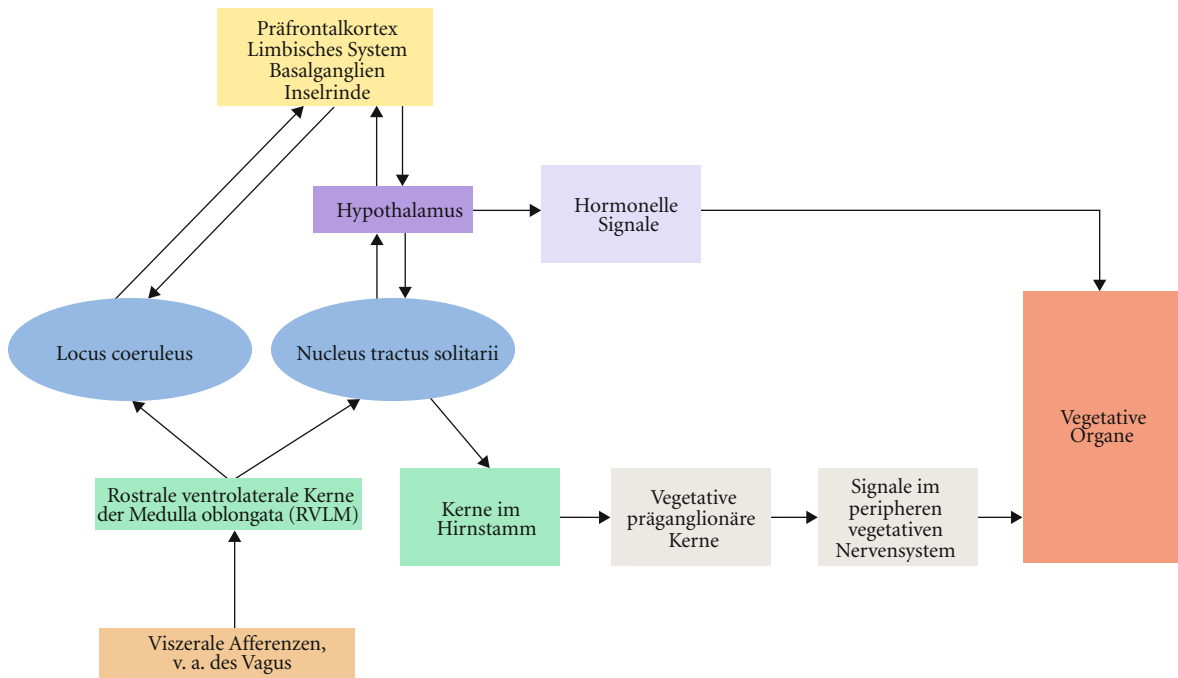 Präfrontalkortex
Limbisches System
Basalganglien
Inselrinde
Hypothalamus
Hormonelle
Signale
Locus coeruleus
Nucleus tractus solitarii
Vegetative
Organe
Rostrale ventrolaterale Kerne
der Medulla oblongata (RVLM)
Kerne im
Hirnstamm
Vegetative
präganglionäre
Kerne
Signale im
peripheren
vegetativen
Nervensystem
Viszerale Afferenzen,
v. a. des Vagus